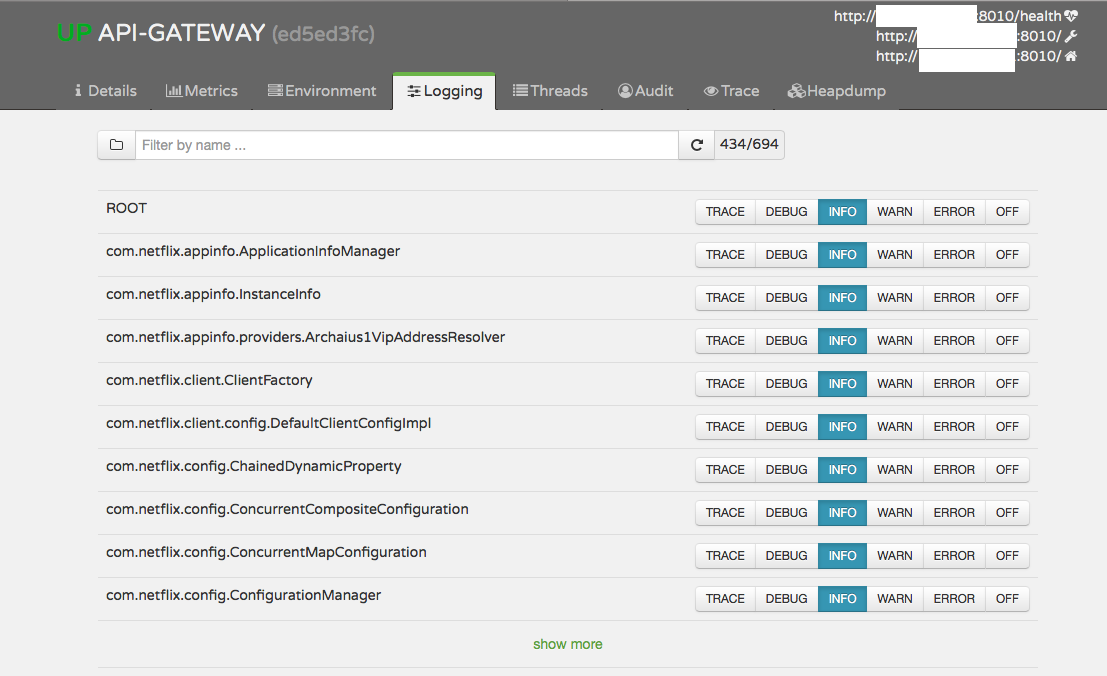 UP API-GATEWAY (ed5ed3fc)
http:// :8010/health
http:// :8010/
http:// :8010/
Details Metrics Environment Logging Threads Audit Trace Heapdump
Filter by name ... 434/694
ROOT TRACE DEBUG INFO WARN ERROR OFF
com.netflix.appinfo.ApplicationInfoManager TRACE DEBUG INFO WARN ERROR OFF
com.netflix.appinfo.InstanceInfo TRACE DEBUG INFO WARN ERROR OFF
com.netflix.appinfo.providers.Archaius1VipAddressResolver TRACE DEBUG INFO WARN ERROR OFF
com.netflix.client.ClientFactory TRACE DEBUG INFO WARN ERROR OFF
com.netflix.client.config.DefaultClientConfigImpl TRACE DEBUG INFO WARN ERROR OFF
com.netflix.config.ChainedDynamicProperty TRACE DEBUG INFO WARN ERROR OFF
com.netflix.config.ConcurrentCompositeConfiguration TRACE DEBUG INFO WARN ERROR OFF
com.netflix.config.ConcurrentMapConfiguration TRACE DEBUG INFO WARN ERROR OFF
com.netflix.config.ConfigurationManager TRACE DEBUG INFO WARN ERROR OFF
show more